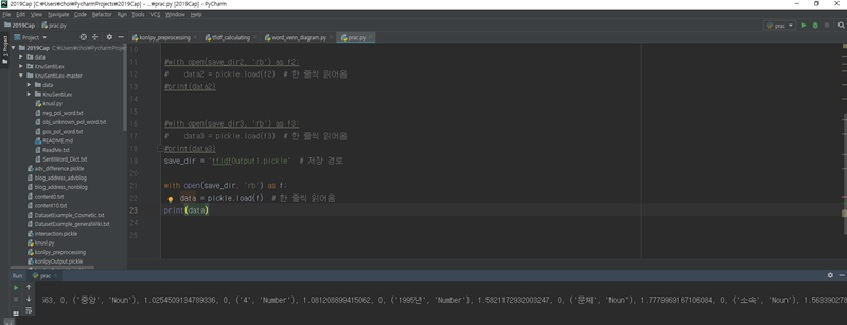 2019Cap [C:\Users\choi\PycharmProjects\2019Cap] - ...\prac.py [2019Cap] - PyCharm
File Edit View Navigate Code Refactor Run Tools VCS Window Help
2019Cap prac.py
prac
Project
konlpy_preprocessing
tfidf_calculating
word_venn_diagram.py
prac.py
1: Project
2019Cap C:\Users\choi\PycharmProjects\2019Cap
data
KnuSentiLex
KnuSentiLex-master
data
KnuSentiLex
knusl.py
neg_pol_word.txt
obj_unknown_pol_word.txt
pos_pol_word.txt
README.md
ReadMe.txt
SentiWord_Dict.txt
adv_difference.pickle
blog_address_advblog
blog_address_nonblog
content0.txt
content10.txt
DatasetExample_Cosmetic.txt
DatasetExample_generalWiki.txt
intersection.pickle
knusl.py
konlpy_preprocessing
konlpyOutput.pickle
10
11 #with open(save_dir2, 'rb') as f2:
12 # data2 = pickle.load(f2) # 한 줄씩 읽어옴
13 #print(data2)
14
15
16 #with open(save_dir3, 'rb') as f3:
17 # data3 = pickle.load(f3) # 한 줄씩 읽어옴
18 #print(data3)
19 save_dir = 'tfidfOutput1.pickle' # 저장 경로
20
21 with open(save_dir, 'rb') as f:
22 data = pickle.load(f) # 한 줄씩 읽어옴
23 print(data)
24
25
Run: prac
563, 0, ('중앙', 'Noun'), 1.0254509134789336, 0, ('4', 'Number'), 1.081208899415062, 0, ('1995년', 'Number'), 1.5821172932003247, 0, ('문체', 'Noun'), 1.7779969167106084, 0, ('소속', 'Noun'), 1.563390278